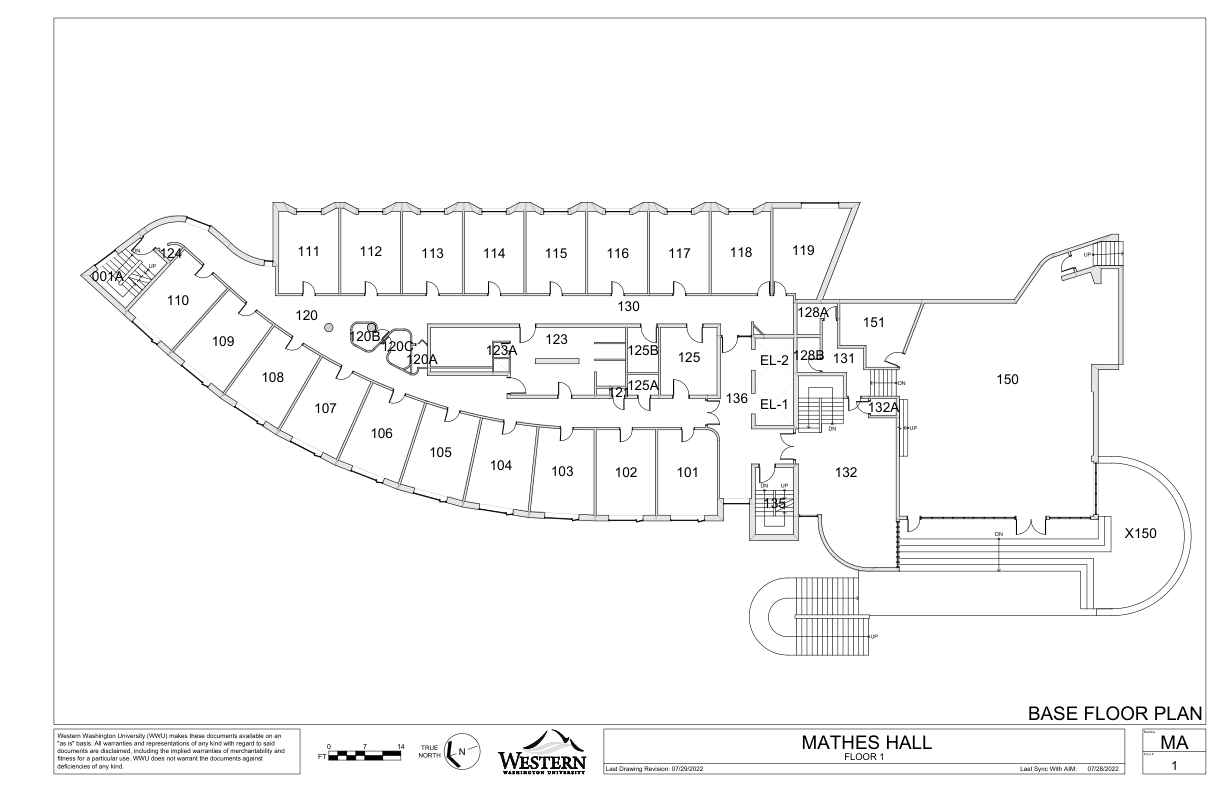 111
112
113
114
115
116
117
118
119
001A
DN
UP
124
110
109
108
107
106
105
104
103
102
101
120
130
120B
120C
120A
123A
123
125B
125
125A
121
128A
128B
131
151
EL-2
EL-1
136
DN
132A
UP
DN
132
135
DN
UP
150
UP
DN
X150
UP
BASE FLOOR PLAN
Western Washington University (WWU) makes these documents available on an
"as is" basis. All warranties and representations of any kind with regard to said
documents are disclaimed, including the implied warranties of merchantability and
fitness for a particular use. WWU does not warrant the documents against
deficiencies of any kind.
FT
0 7 14
TRUE
NORTH
N
WESTERN
WASHINGTON UNIVERSITY
MATHES HALL
FLOOR 1
Last Drawing Revision: 07/29/2022
Last Sync With AIM: 07/28/2022
Building
MA
Floor
1